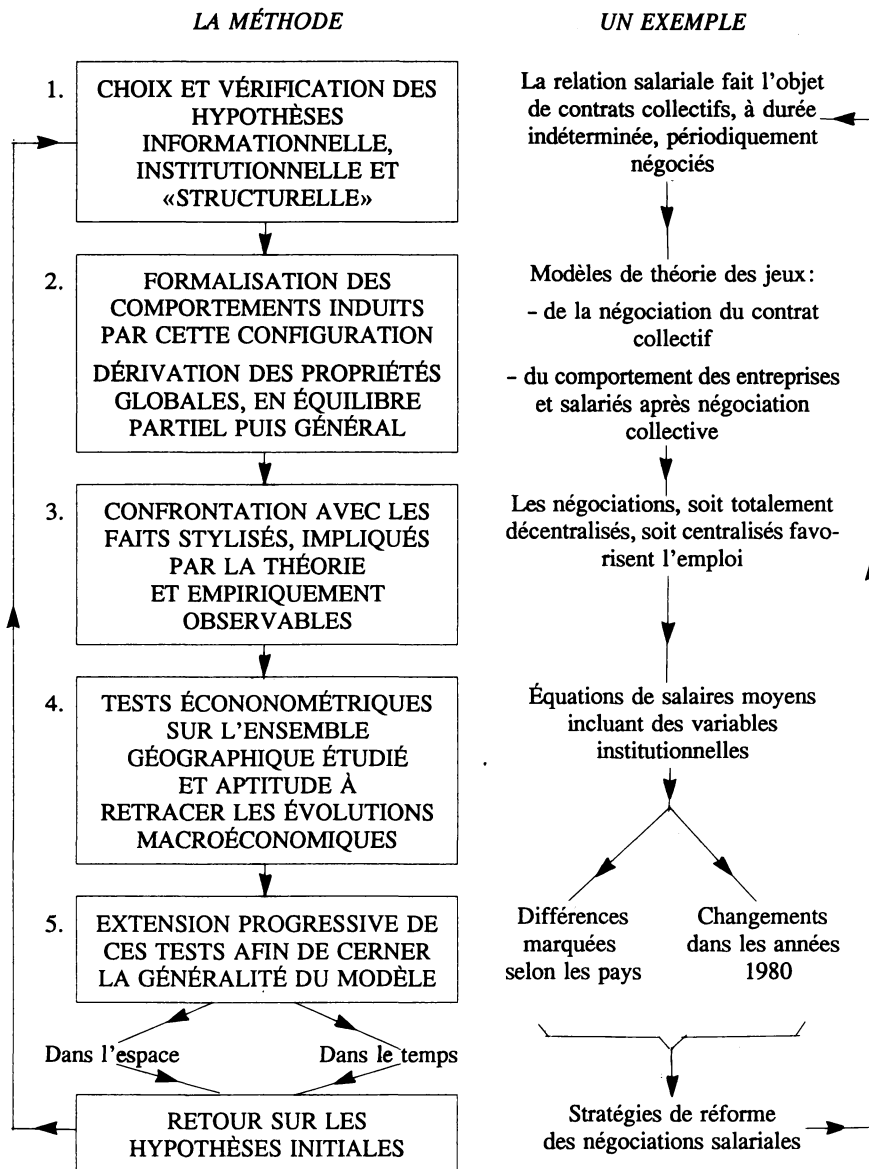 LA MÉTHODE
1. CHOIX ET VÉRIFICATION DES
HYPOTHÈSES
INFORMATIONNELLE,
INSTITUTIONNELLE ET
«STRUCTURELLE»
2. FORMALISATION DES
COMPORTEMENTS INDUITS
PAR CETTE CONFIGURATION
DÉRIVATION DES PROPRIÉTÉS
GLOBALES, EN ÉQUILIBRE
PARTIEL PUIS GÉNÉRAL
3. CONFRONTATION AVEC LES
FAITS STYLISÉS, IMPLIQUÉS
PAR LA THÉORIE
ET EMPIRIQUEMENT
OBSERVABLES
4. TESTS ÉCONONOMÉTRIQUES
SUR L'ENSEMBLE
GÉOGRAPHIQUE ÉTUDIÉ
ET APTITUDE À
RETRACER LES ÉVOLUTIONS
MACROÉCONOMIQUES
5. EXTENSION PROGRESSIVE DE
CES TESTS AFIN DE CERNER
LA GÉNÉRALITÉ DU MODÈLE
Dans l'espace
Dans le temps
RETOUR SUR LES
HYPOTHÈSES INITIALES
UN EXEMPLE
La relation salariale fait l'objet
de contrats collectifs, à durée
indéterminée, périodiquement
négociés
Modèles de théorie des jeux:
– de la négociation du contrat
collectif
– du comportement des entreprises
et salariés après négociation
collective
Les négociations, soit totalement
décentralisés, soit centralisés favo-
risent l'emploi
Équations de salaires moyens
incluant des variables
institutionnelles
Différences
marquées
selon les pays
Changements
dans les années
1980
Stratégies de réforme
des négociations salariales